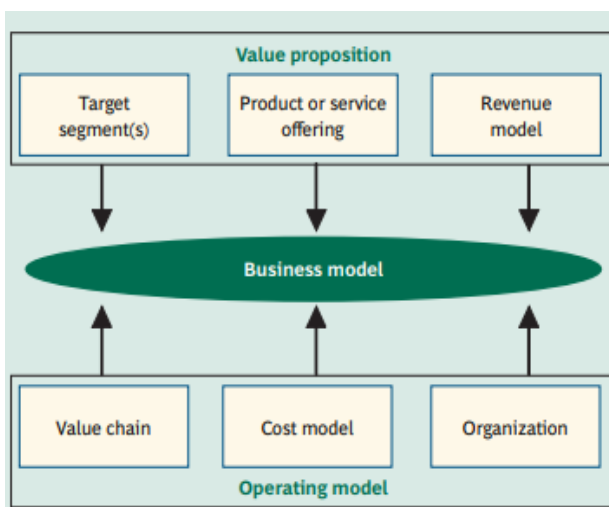 Value proposition
Target
segment(s)
Product or service
offering
Revenue
model
Business model
Value chain
Cost model
Organization
Operating model